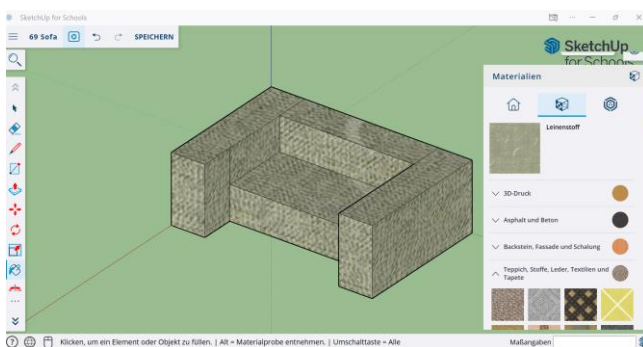 SketchUp for Schools
69 Sofa
SPEICHERN
SketchUp
for Schools
Materialien
Leinenstoff
3D-Druck
Asphalt und Beton
Backstein, Fassade und Schalung
Teppich, Stoffe, Leder, Textilien und
Tapete
Klicken, um ein Element oder Objekt zu füllen. | Alt = Materialprobe entnehmen. | Umschalttaste = Alle
Maßangaben